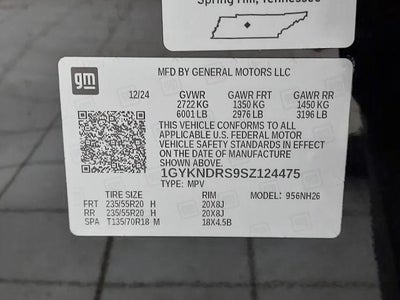 Spring Hill, Tennessee
gm
MFD BY GENERAL MOTORS LLC
12/24 GVWR GAWR FRT GAWR RR
2722 KG 1350 KG 1450 KG
6001 LB 2976 LB 3196 LB
THIS VEHICLE CONFORMS TO ALL
APPLICABLE U.S. FEDERAL MOTOR
VEHICLE SAFETY STANDARDS IN EFFECT
ON THE DATE OF MANUFACTURE
SHOWN ABOVE.
1GYKNDRS9SZ124475
TYPE: MPV
TIRE SIZE RIM MODEL: 956NH26
FRT 235/55R20 H 20X8J
RR 235/55R20 H 20X8J
SPA T135/70R18 M 18X4.5B